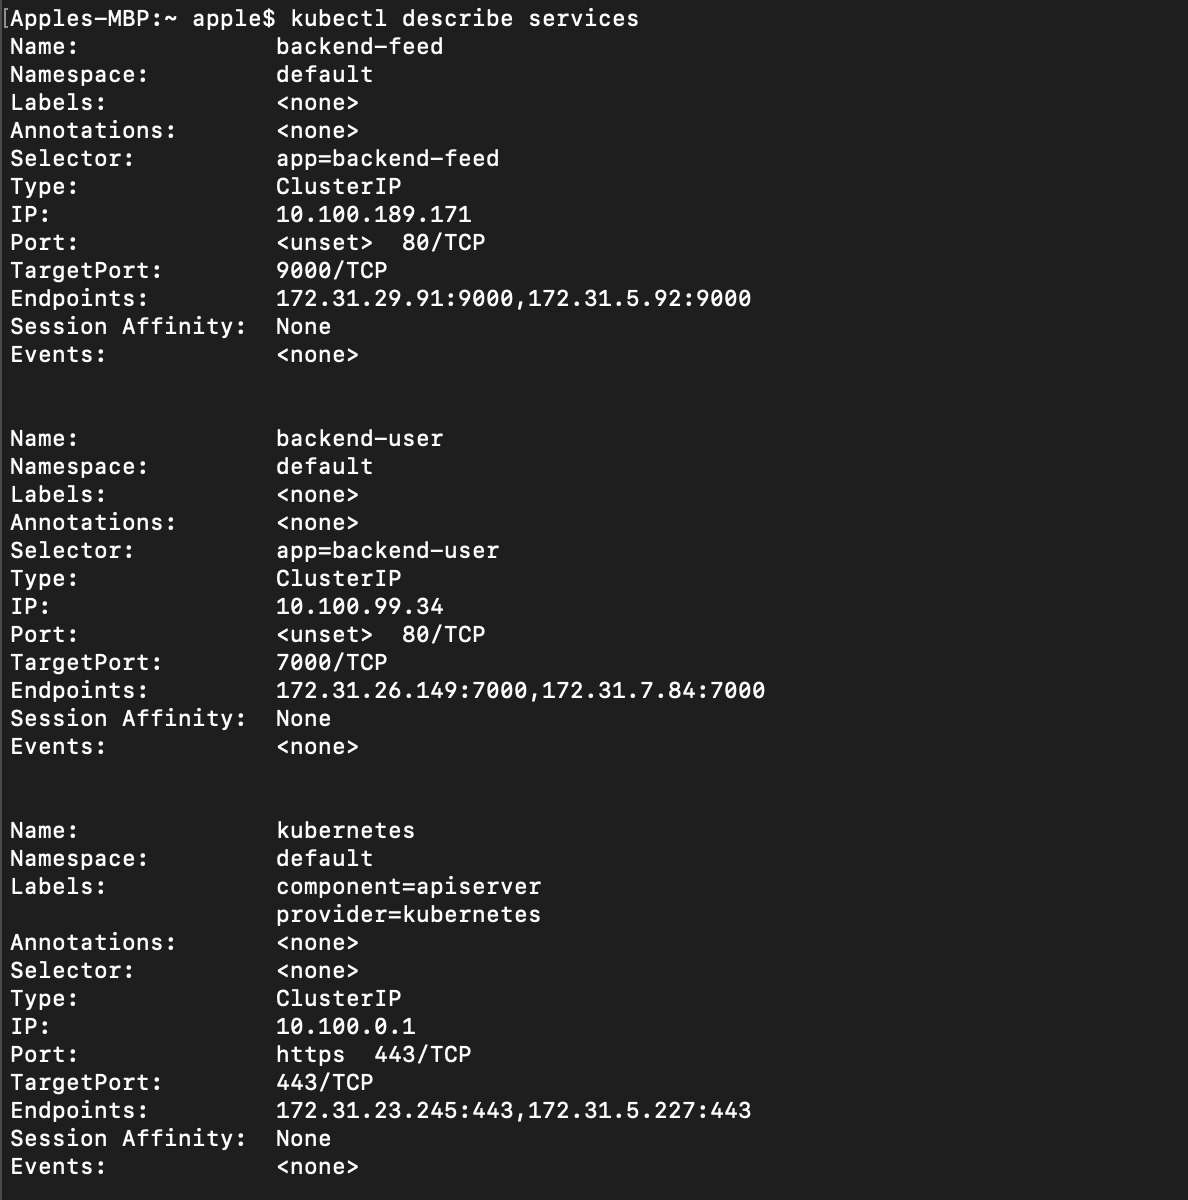 [Apples-MBP:~ apple$ kubectl describe services
Name:              backend-feed
Namespace:         default
Labels:            <none>
Annotations:       <none>
Selector:          app=backend-feed
Type:              ClusterIP
IP:                10.100.189.171
Port:              <unset>  80/TCP
TargetPort:        9000/TCP
Endpoints:         172.31.29.91:9000,172.31.5.92:9000
Session Affinity:  None
Events:            <none>
Name:              backend-user
Namespace:         default
Labels:            <none>
Annotations:       <none>
Selector:          app=backend-user
Type:              ClusterIP
IP:                10.100.99.34
Port:              <unset>  80/TCP
TargetPort:        7000/TCP
Endpoints:         172.31.26.149:7000,172.31.7.84:7000
Session Affinity:  None
Events:            <none>
Name:              kubernetes
Namespace:         default
Labels:            component=apiserver
                   provider=kubernetes
Annotations:       <none>
Selector:          <none>
Type:              ClusterIP
IP:                10.100.0.1
Port:              https  443/TCP
TargetPort:        443/TCP
Endpoints:         172.31.23.245:443,172.31.5.227:443
Session Affinity:  None
Events:            <none>